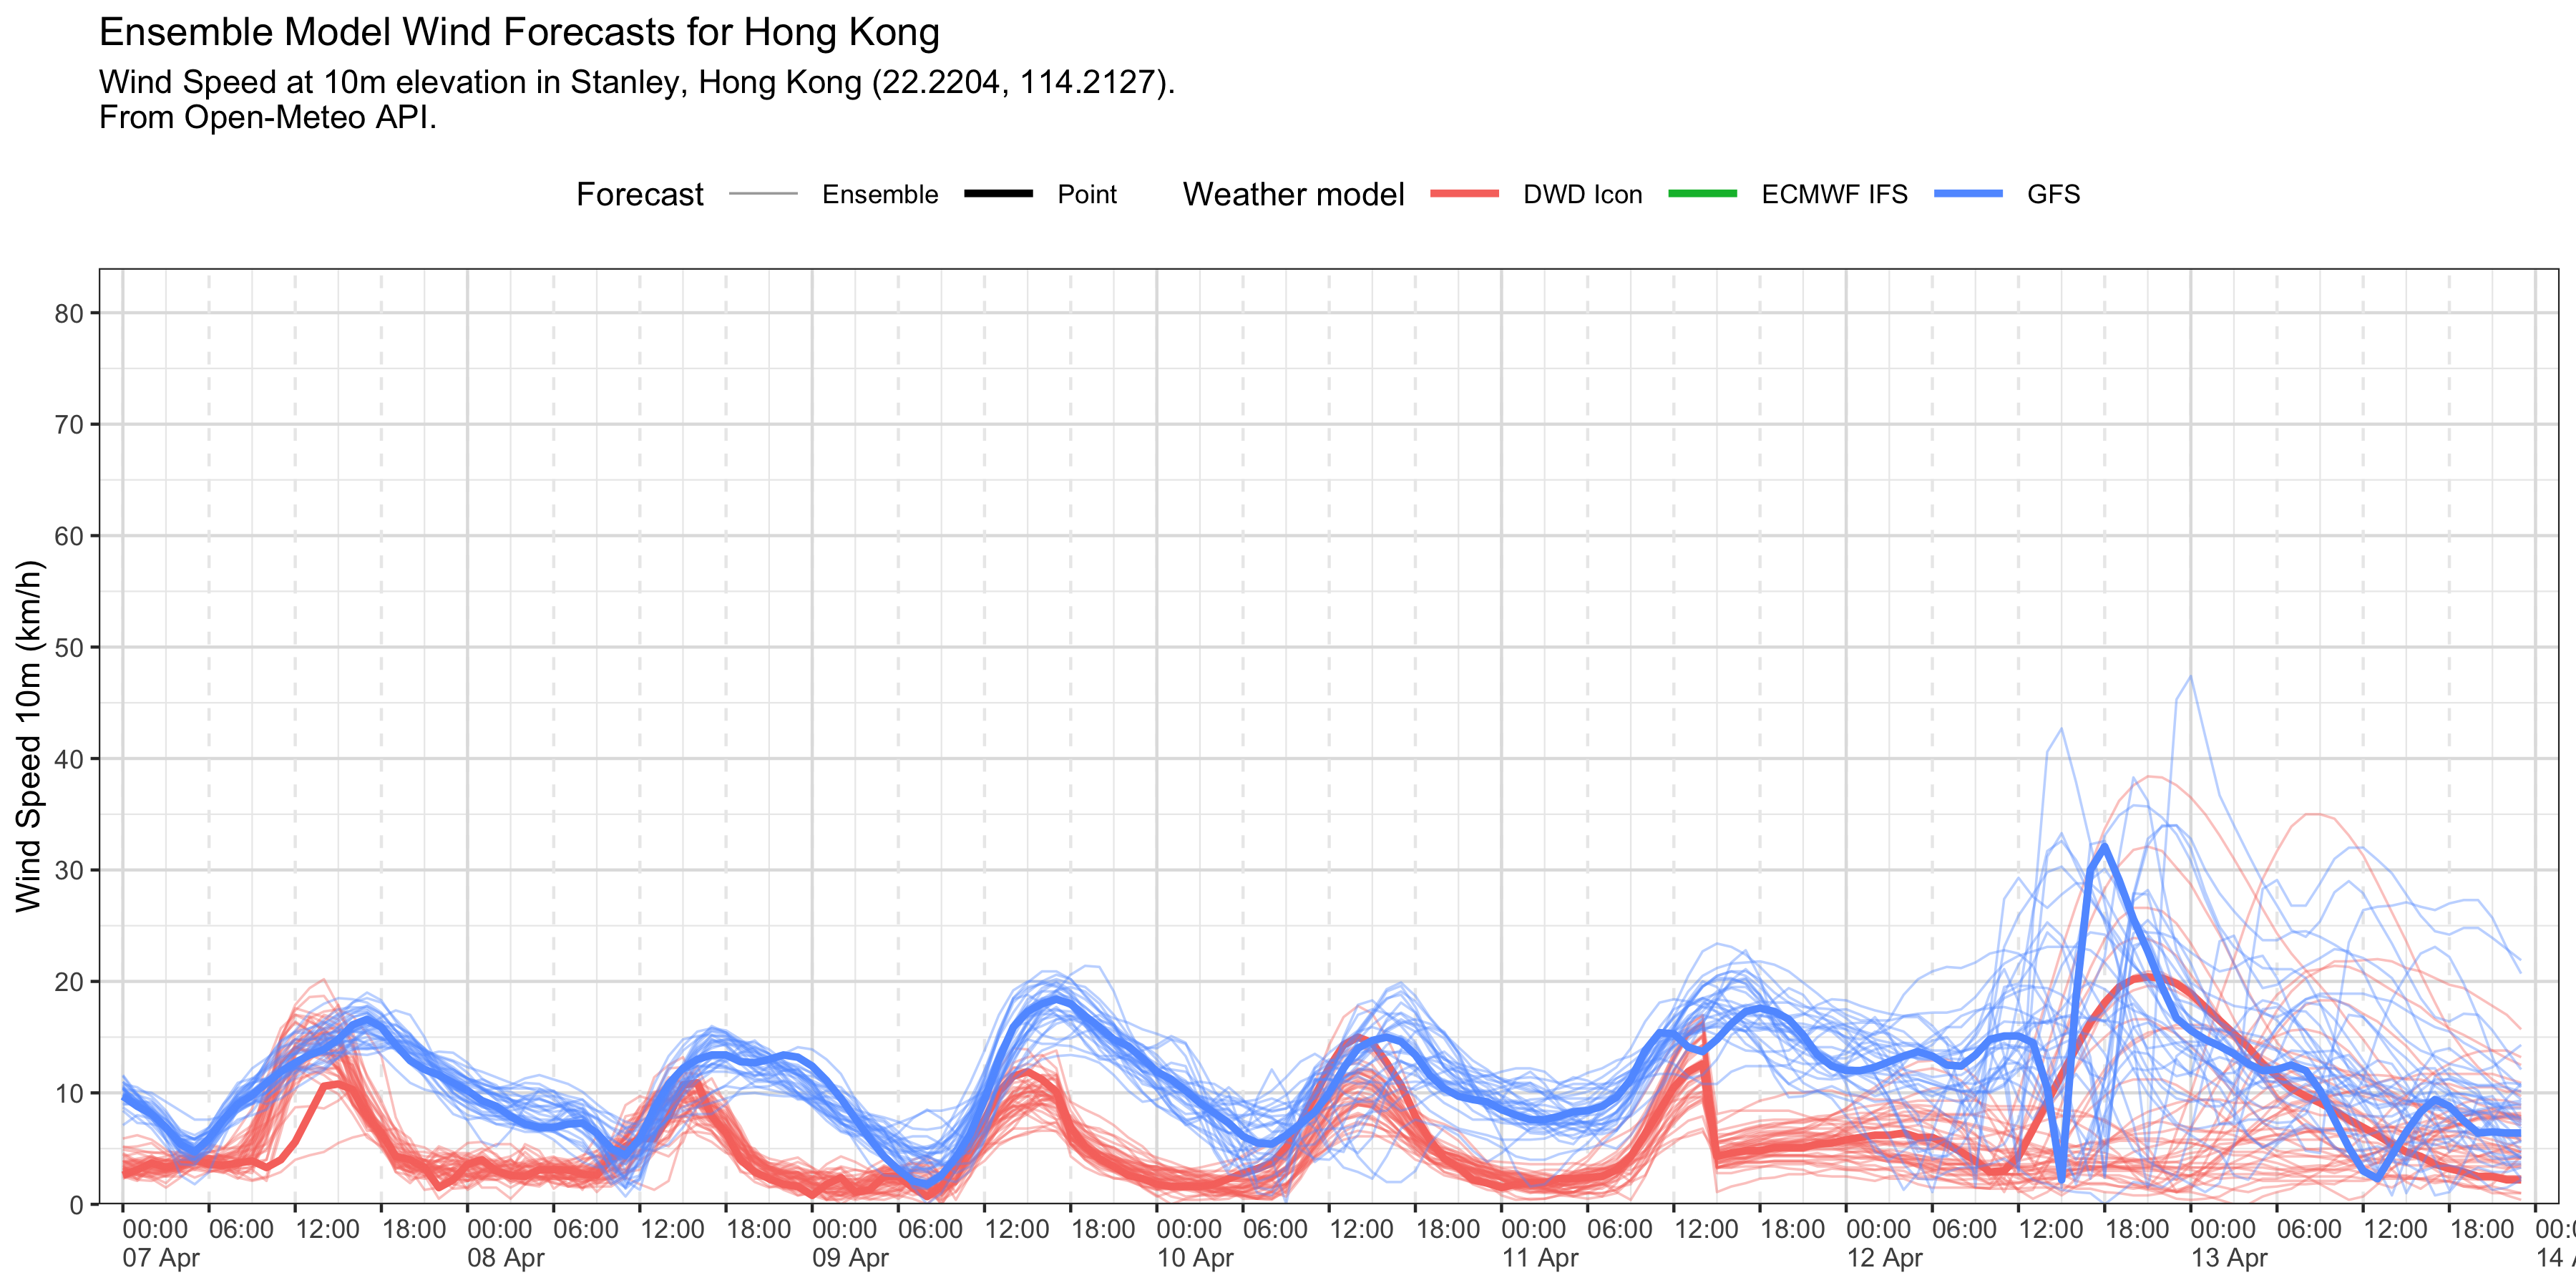 Ensemble Model Wind Forecasts for Hong Kong
Wind Speed at 10m elevation in Stanley, Hong Kong (22.2204, 114.2127).
From Open-Meteo API.
Forecast Ensemble Point Weather model DWD Icon ECMWF IFS GFS
Wind Speed 10m (km/h)
80
70
60
50
40
30
20
10
0
00:00 06:00 12:00 18:00 00:00 06:00 12:00 18:00 00:00 06:00 12:00 18:00 00:00 06:00 12:00 18:00 00:00 06:00 12:00 18:00 00:00 06:00 12:00 18:00 00:00 06:00 12:00 18:00 00:0
07 Apr 08 Apr 09 Apr 10 Apr 11 Apr 12 Apr 13 Apr 14 A